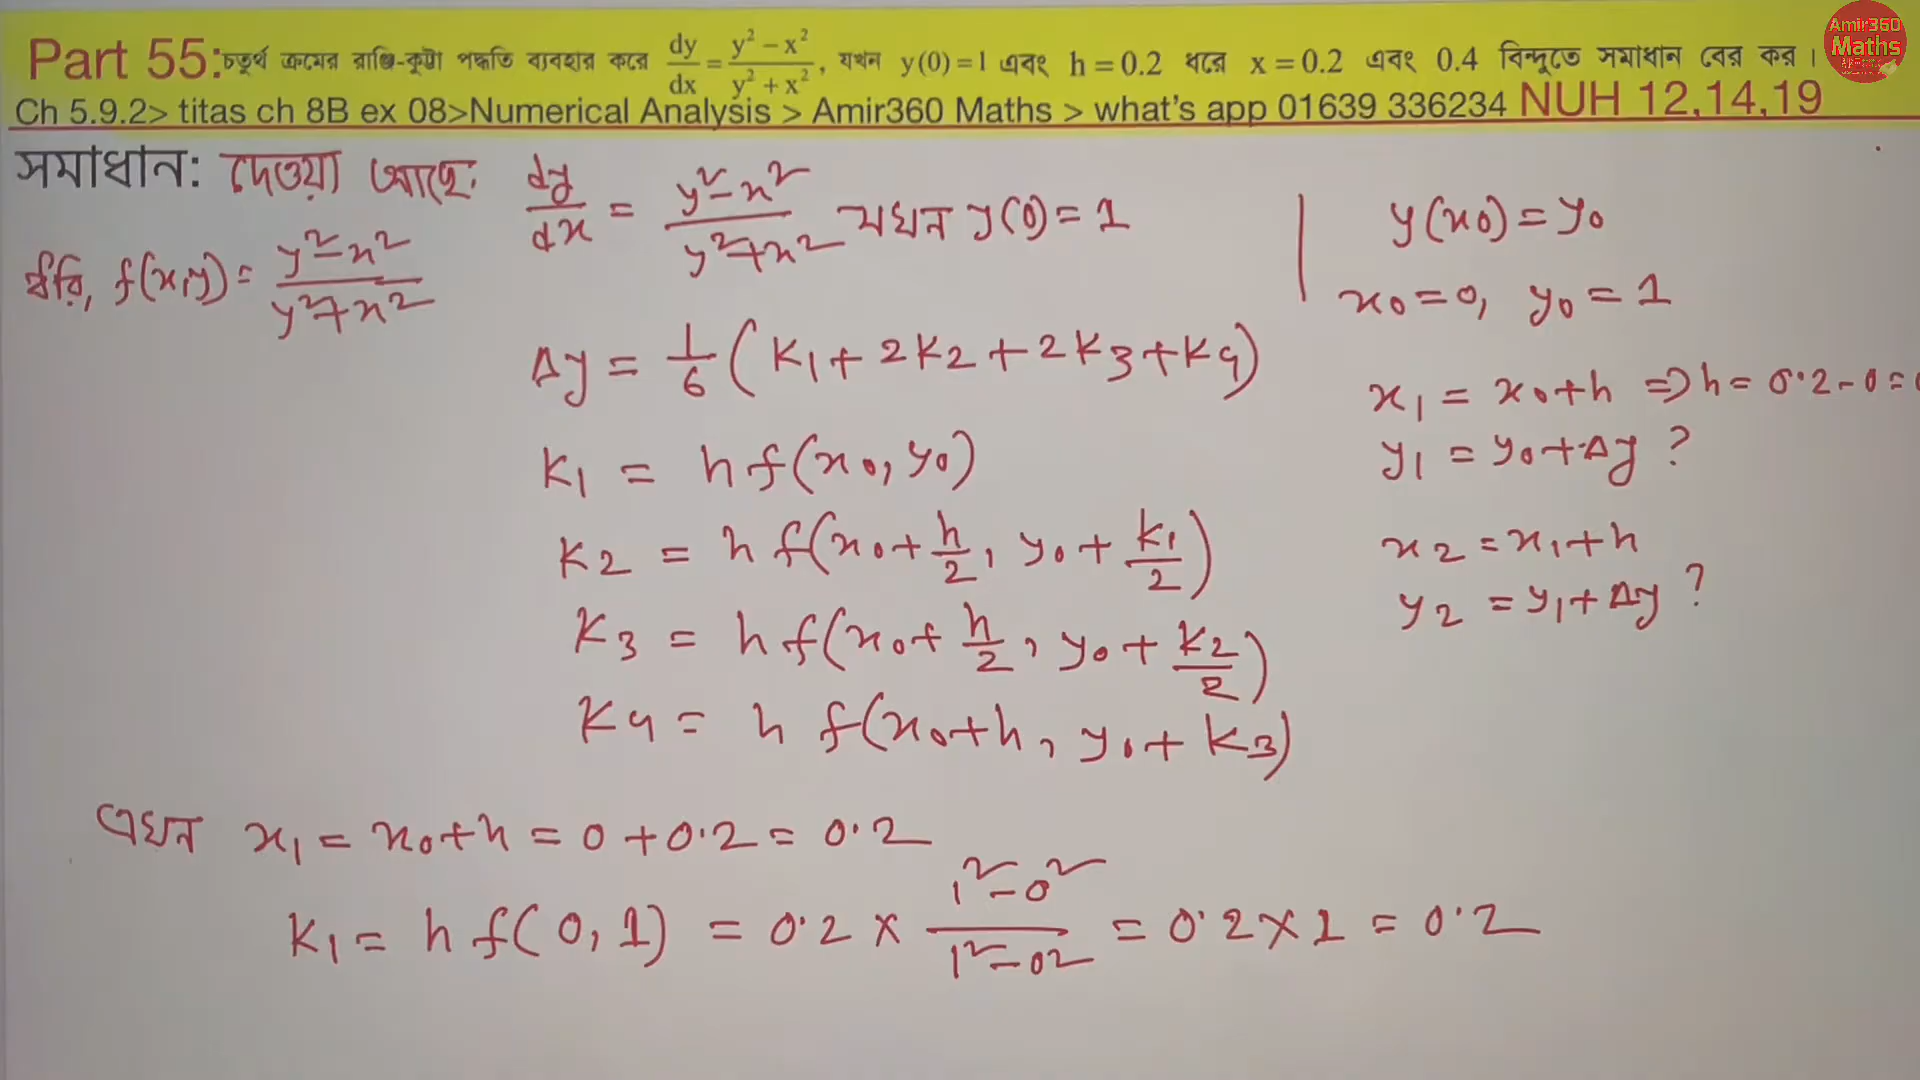 Part 55: চতুর্থ ক্রমের রাঞ্জি-কুট্টা পদ্ধতি ব্যবহার করে dy/dx = (y² − x²)/(y² + x²), যখন y(0) = 1 এবং h = 0.2 ধরে x = 0.2 এবং 0.4 বিন্দুতে সমাধান বের কর।
Amir360
Maths
Ch 5.9.2> titas ch 8B ex 08>Numerical Analysis > Amir360 Maths > what's app 01639 336234 NUH 12,14,19
সমাধান: দেওয়া আছে: dy/dx = (y² − x²)/(y² + x²) যখন y(0) = 1
ধরি, f(x,y) = (y² − x²)/(y² + x²)
Δy = 1/6 (K1 + 2K2 + 2K3 + K4)
K1 = hf(x0, y0)
K2 = h f(x0 + h/2, y0 + K1/2)
K3 = h f(x0 + h/2, y0 + K2/2)
K4 = h f(x0 + h, y0 + K3)
y(x0) = y0
x0 = 0, y0 = 1
x1 = x0 + h ⇒ h = 0.2 − 0 =
y1 = y0 + Δy ?
x2 = x1 + h
y2 = y1 + Δy ?
এখন x1 = x0 + h = 0 + 0.2 = 0.2
K1 = h f(0, 1) = 0.2 × (1² − 0²)/(1² − 0²) = 0.2 × 1 = 0.2